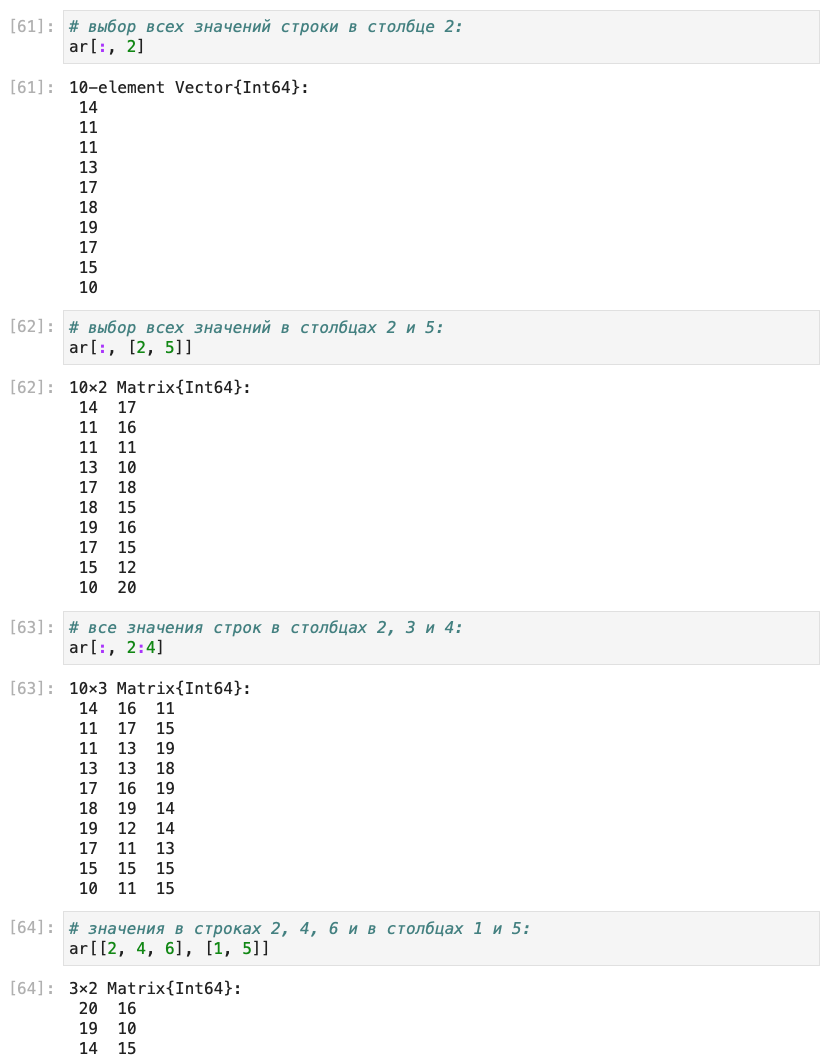 [61]: # выбор всех значений строки в столбце 2:
ar[:, 2]
[61]: 10-element Vector{Int64}:
14
11
11
13
17
18
19
17
15
10
[62]: # выбор всех значений в столбцах 2 и 5:
ar[:, [2, 5]]
[62]: 10×2 Matrix{Int64}:
14 17
11 16
11 11
13 10
17 18
18 15
19 16
17 15
15 12
10 20
[63]: # все значения строк в столбцах 2, 3 и 4:
ar[:, 2:4]
[63]: 10×3 Matrix{Int64}:
14 16 11
11 17 15
11 13 19
13 13 18
17 16 19
18 19 14
19 12 14
17 11 13
15 15 15
10 11 15
[64]: # значения в строках 2, 4, 6 и в столбцах 1 и 5:
ar[[2, 4, 6], [1, 5]]
[64]: 3×2 Matrix{Int64}:
20 16
19 10
14 15